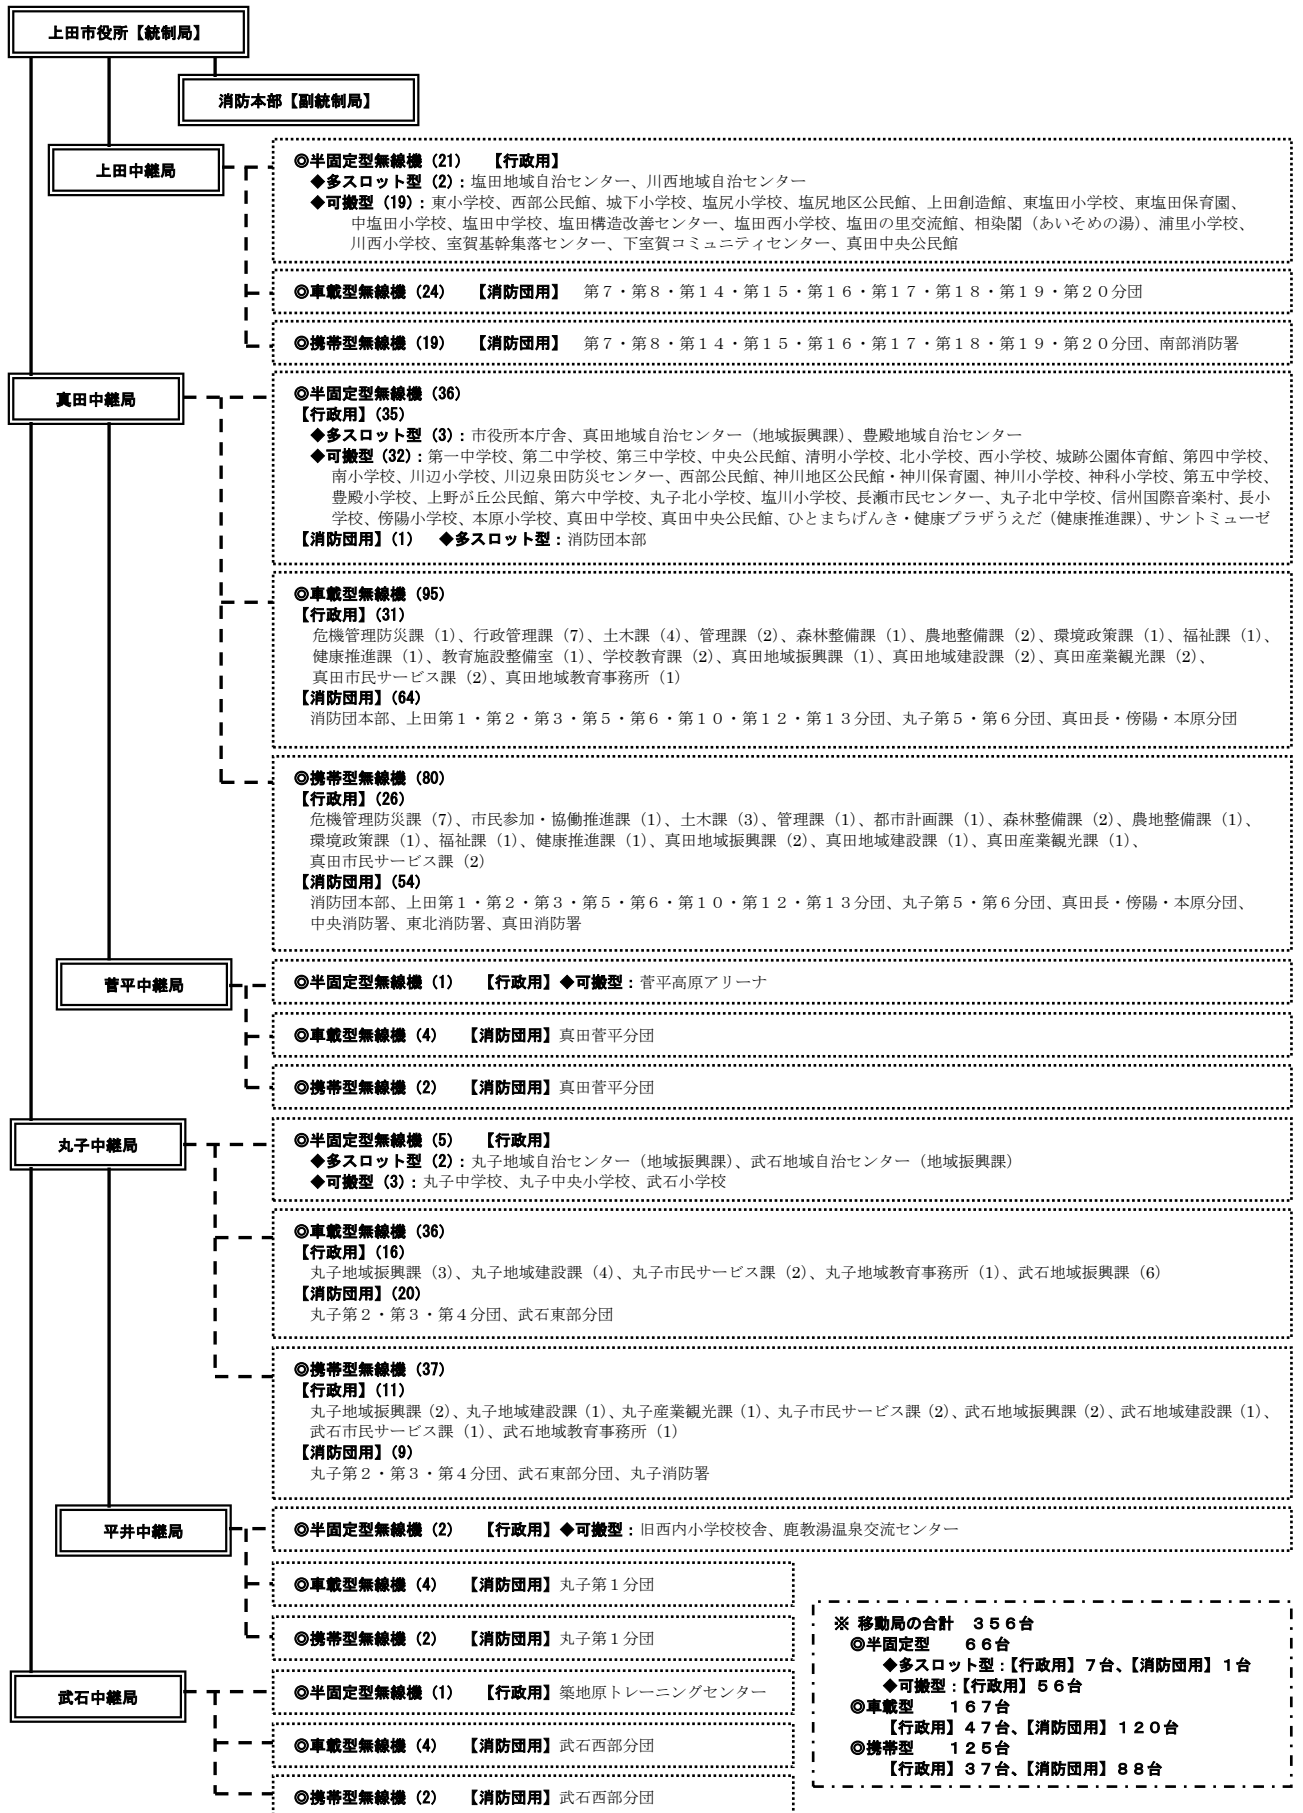 上田市役所【統制局】
消防本部【副統制局】
上田中継局
◎半固定型無線機（21）　【行政用】
◆多スロット型（2）：塩田地域自治センター、川西地域自治センター
◆可搬型（19）：東小学校、西部公民館、城下小学校、塩尻小学校、塩尻地区公民館、上田創造館、東塩田小学校、東塩田保育園、
中塩田小学校、塩田中学校、塩田構造改善センター、塩田西小学校、塩田の里交流館、相染閣（あいそめの湯）、浦里小学校、
川西小学校、室賀基幹集落センター、下室賀コミュニティセンター、真田中央公民館
◎車載型無線機（24）　【消防団用】　第７・第８・第１４・第１５・第１６・第１７・第１８・第１９・第２０分団
◎携帯型無線機（19）　【消防団用】　第７・第８・第１４・第１５・第１６・第１７・第１８・第１９・第２０分団、南部消防署
真田中継局
◎半固定型無線機（36）
【行政用】（35）
◆多スロット型（3）：市役所本庁舎、真田地域自治センター（地域振興課）、豊殿地域自治センター
◆可搬型（32）：第一中学校、第二中学校、第三中学校、中央公民館、清明小学校、北小学校、西小学校、城跡公園体育館、第四中学校、
南小学校、川辺小学校、川辺泉田防災センター、西部公民館、神川地区公民館・神川保育園、神川小学校、神科小学校、第五中学校、
豊殿小学校、上野が丘公民館、第六中学校、丸子北小学校、塩川小学校、長瀬市民センター、丸子北中学校、信州国際音楽村、長小
学校、傍陽小学校、本原小学校、真田中学校、真田中央公民館、ひとまちげんき・健康プラザうえだ（健康推進課）、サントミューゼ
【消防団用】（1）　◆多スロット型：消防団本部
◎車載型無線機（95）
【行政用】（31）
危機管理防災課（1）、行政管理課（7）、土木課（4）、管理課（2）、森林整備課（1）、農地整備課（2）、環境政策課（1）、福祉課（1）、
健康推進課（1）、教育施設整備室（1）、学校教育課（2）、真田地域振興課（1）、真田地域建設課（2）、真田産業観光課（2）、
真田市民サービス課（2）、真田地域教育事務所（1）
【消防団用】（64）
消防団本部、上田第１・第２・第３・第５・第６・第１０・第１２・第１３分団、丸子第５・第６分団、真田長・傍陽・本原分団
◎携帯型無線機（80）
【行政用】（26）
危機管理防災課（7）、市民参加・協働推進課（1）、土木課（3）、管理課（1）、都市計画課（1）、森林整備課（2）、農地整備課（1）、
環境政策課（1）、福祉課（1）、健康推進課（1）、真田地域振興課（2）、真田地域建設課（1）、真田産業観光課（1）、
真田市民サービス課（2）
【消防団用】（54）
消防団本部、上田第１・第２・第３・第５・第６・第１０・第１２・第１３分団、丸子第５・第６分団、真田長・傍陽・本原分団、
中央消防署、東北消防署、真田消防署
菅平中継局
◎半固定型無線機（1）　【行政用】◆可搬型：菅平高原アリーナ
◎車載型無線機（4）　【消防団用】真田菅平分団
◎携帯型無線機（2）　【消防団用】真田菅平分団
丸子中継局
◎半固定型無線機（5）　【行政用】
◆多スロット型（2）：丸子地域自治センター（地域振興課）、武石地域自治センター（地域振興課）
◆可搬型（3）：丸子中学校、丸子中央小学校、武石小学校
◎車載型無線機（36）
【行政用】（16）
丸子地域振興課（3）、丸子地域建設課（4）、丸子市民サービス課（2）、丸子地域教育事務所（1）、武石地域振興課（6）
【消防団用】（20）
丸子第２・第３・第４分団、武石東部分団
◎携帯型無線機（37）
【行政用】（11）
丸子地域振興課（2）、丸子地域建設課（1）、丸子産業観光課（1）、丸子市民サービス課（2）、武石地域振興課（2）、武石地域建設課（1）、
武石市民サービス課（1）、武石地域教育事務所（1）
【消防団用】（9）
丸子第２・第３・第４分団、武石東部分団、丸子消防署
平井中継局
◎半固定型無線機（2）　【行政用】◆可搬型：旧西内小学校校舎、鹿教湯温泉交流センター
◎車載型無線機（4）　【消防団用】丸子第１分団
◎携帯型無線機（2）　【消防団用】丸子第１分団
武石中継局
◎半固定型無線機（1）　【行政用】築地原トレーニングセンター
◎車載型無線機（4）　【消防団用】武石西部分団
◎携帯型無線機（2）　【消防団用】武石西部分団
※ 移動局の合計　３５６台
◎半固定型　　６６台
◆多スロット型：【行政用】７台、【消防団用】１台
◆可搬型：【行政用】５６台
◎車載型　　１６７台
【行政用】４７台、【消防団用】１２０台
◎携帯型　　１２５台
【行政用】３７台、【消防団用】８８台